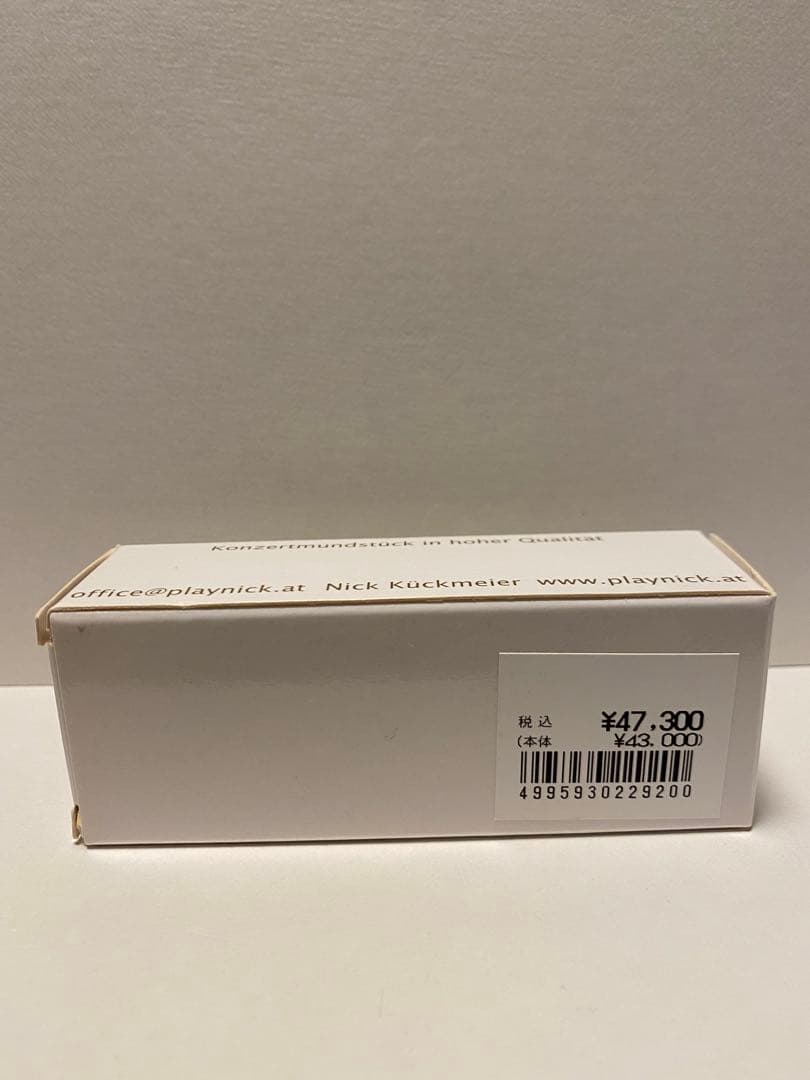 Konzertmundstück in hoher Qualität
office@playnick.at Nick Kückmeier www.playnick.at
税込 ¥47,300
(本体 ¥43,000)
4995930229200